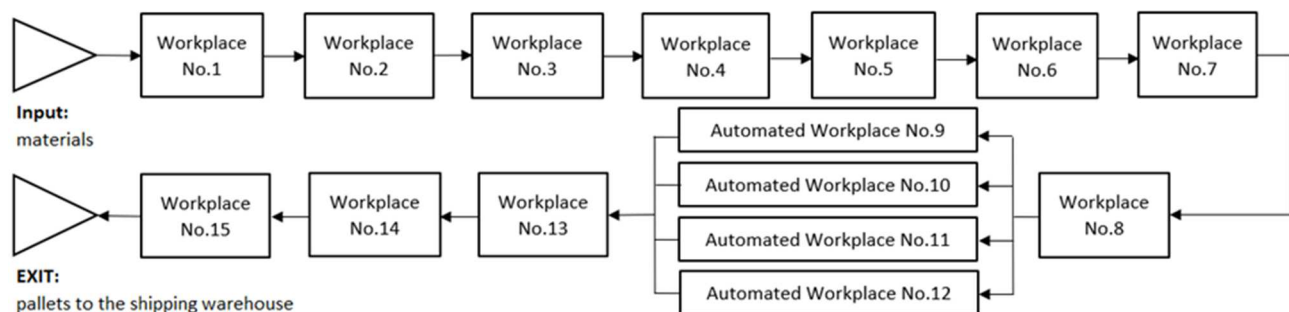 Workplace
No.1
Workplace
No.2
Workplace
No.3
Workplace
No.4
Workplace
No.5
Workplace
No.6
Workplace
No.7
Input:
materials
Automated Workplace No.9
Automated Workplace No.10
Automated Workplace No.11
Automated Workplace No.12
Workplace
No.8
Workplace
No.13
Workplace
No.14
Workplace
No.15
EXIT:
pallets to the shipping warehouse